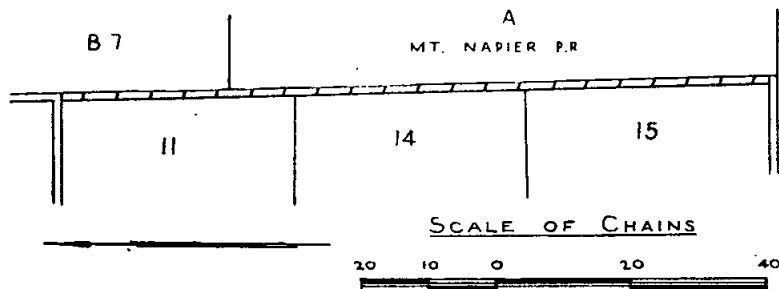 A
B 7
MT. NAPIER P.R
11
14
15
SCALE OF CHAINS
20 10 0 20 40